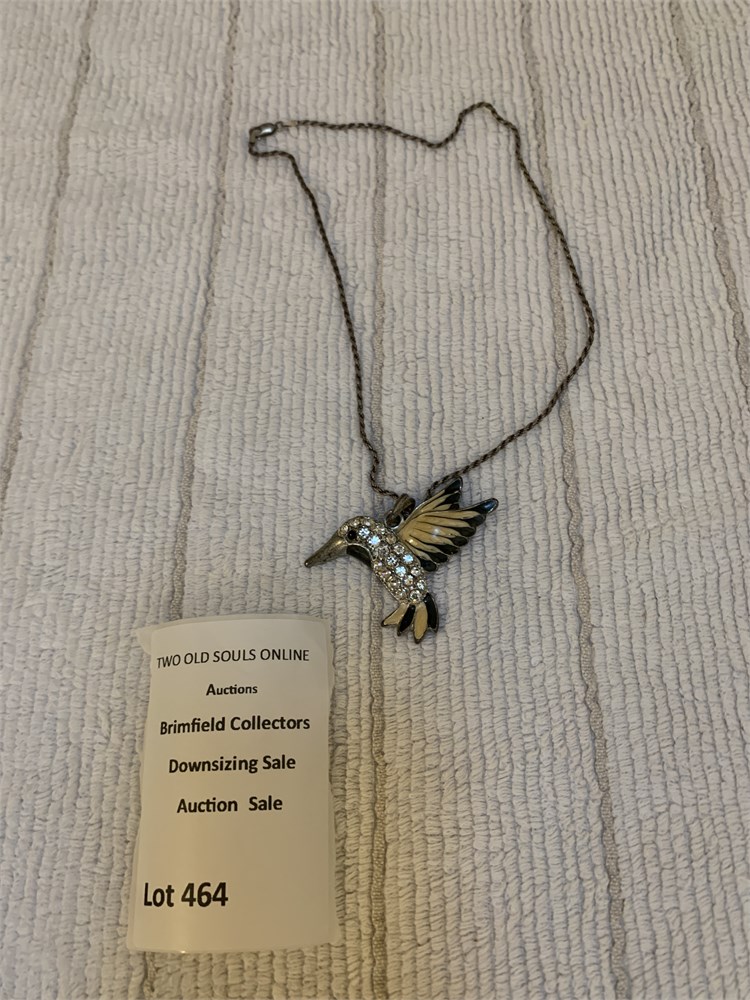 TWO OLD SOULS ONLINE
Auctions
Brimfield Collectors
Downsizing Sale
Auction Sale
Lot 464